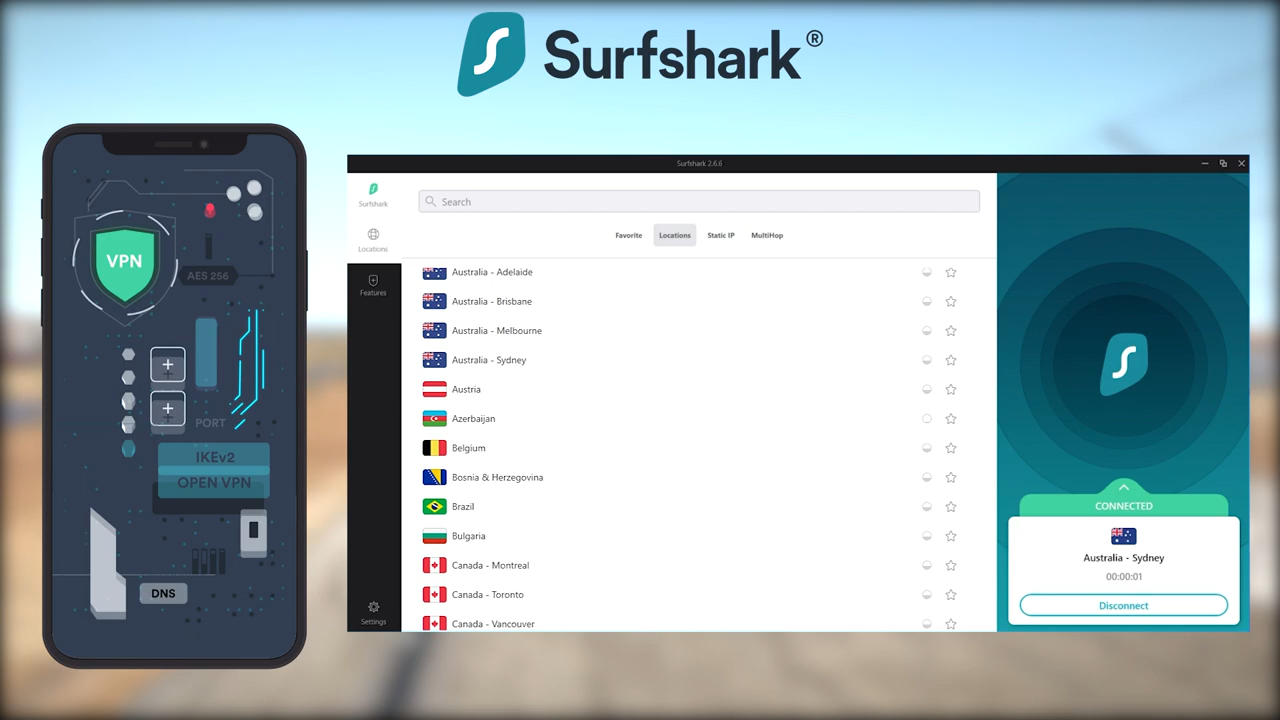 Surfshark®
VPN
AES 256
PORT
IKEv2
OPEN VPN
DNS
Surfshark 2.6.6
Surfshark
Locations
Features
Settings
Search
Favorite Locations Static IP MultiHop
Australia - Adelaide
Australia - Brisbane
Australia - Melbourne
Australia - Sydney
Austria
Azerbaijan
Belgium
Bosnia & Herzegovina
Brazil
Bulgaria
Canada - Montreal
Canada - Toronto
Canada - Vancouver
CONNECTED
Australia - Sydney
00:00:01
Disconnect